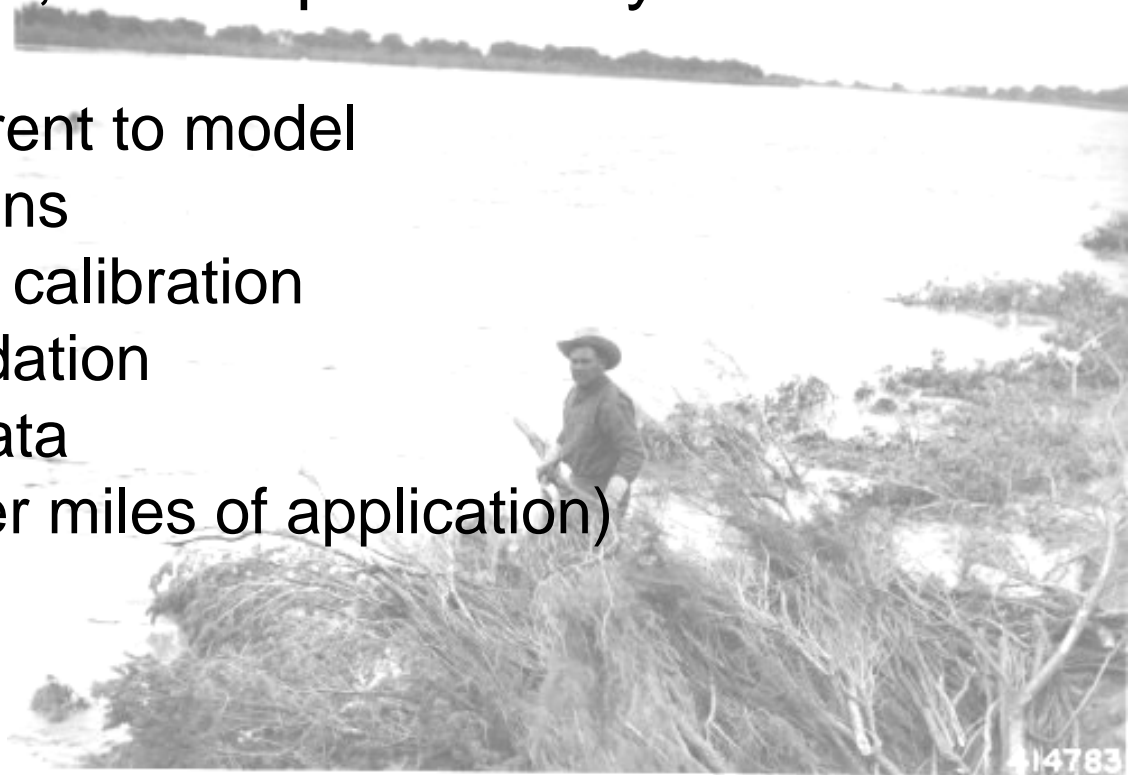 rent to model
ns
calibration
dation
ata
er miles of application)
414783